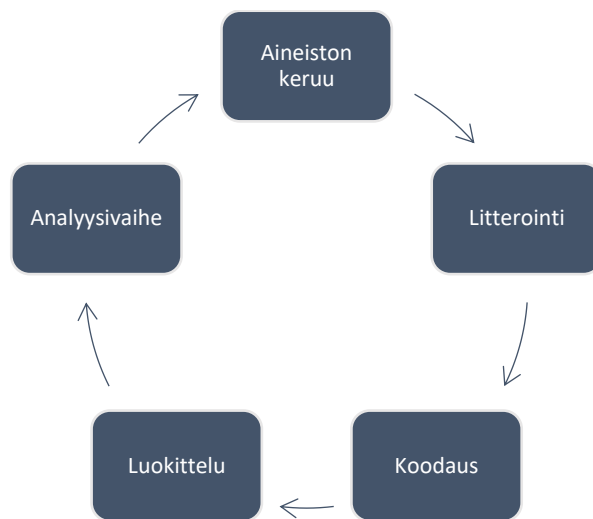 Aineiston
keruu
Litterointi
Koodaus
Luokittelu
Analyysivaihe